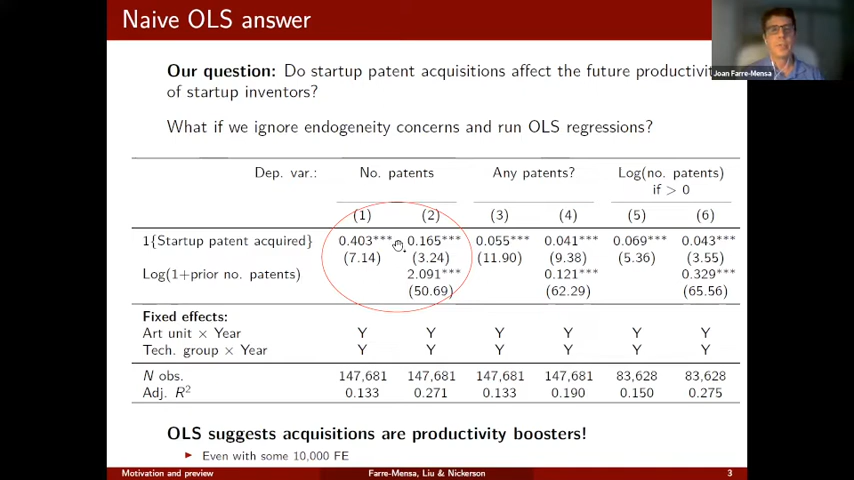 Naive OLS answer
Joan Farre-Mensa
Our question: Do startup patent acquisitions affect the future productivit
of startup inventors?
What if we ignore endogeneity concerns and run OLS regressions?
Dep. var.: No. patents Any patents? Log(no. patents)
if > 0
(1) (2) (3) (4) (5) (6)
1{Startup patent acquired} 0.403*** 0.165*** 0.055*** 0.041*** 0.069*** 0.043***
(7.14) (3.24) (11.90) (9.38) (5.36) (3.55)
Log(1+prior no. patents) 2.091*** 0.121*** 0.329***
(50.69) (62.29) (65.56)
Fixed effects:
Art unit × Year Y Y Y Y Y Y
Tech. group × Year Y Y Y Y Y Y
N obs. 147,681 147,681 147,681 147,681 83,628 83,628
Adj. R² 0.133 0.271 0.133 0.190 0.150 0.275
OLS suggests acquisitions are productivity boosters!
Even with some 10,000 FE
Motivation and preview Farre-Mensa, Liu & Nickerson 3